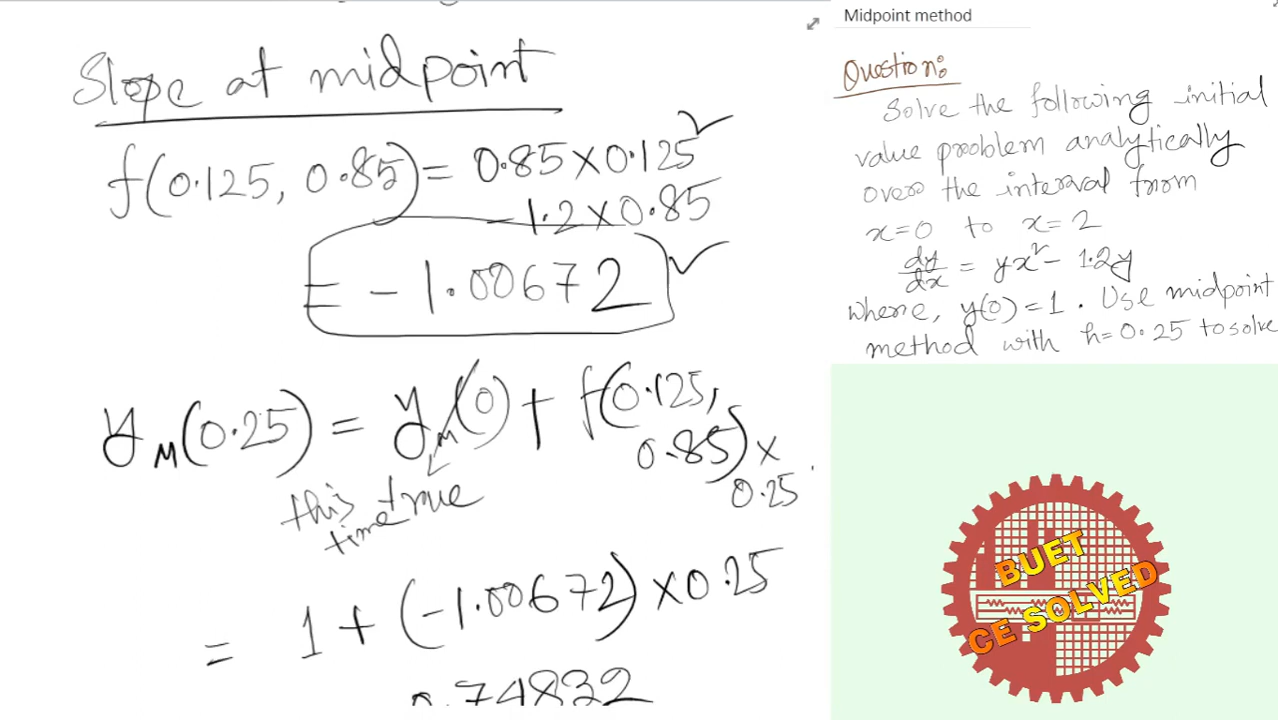 Slope at midpoint
f(0.125, 0.85) = 0.85×0.125²
- 1.2×0.85
= -1.00672
y_M(0.25) = y_M(0) + f(0.125,
0.85)×
0.25
this
time true
= 1 + (-1.00672) × 0.25
0.74832
Midpoint method
Question:
Solve the following initial
value problem analytically
over the interval from
x=0 to x=2
dy/dx = yx² - 1.2y
where, y(0)=1. Use midpoint
method with h=0.25 to solve
BUET
CE SOLVED